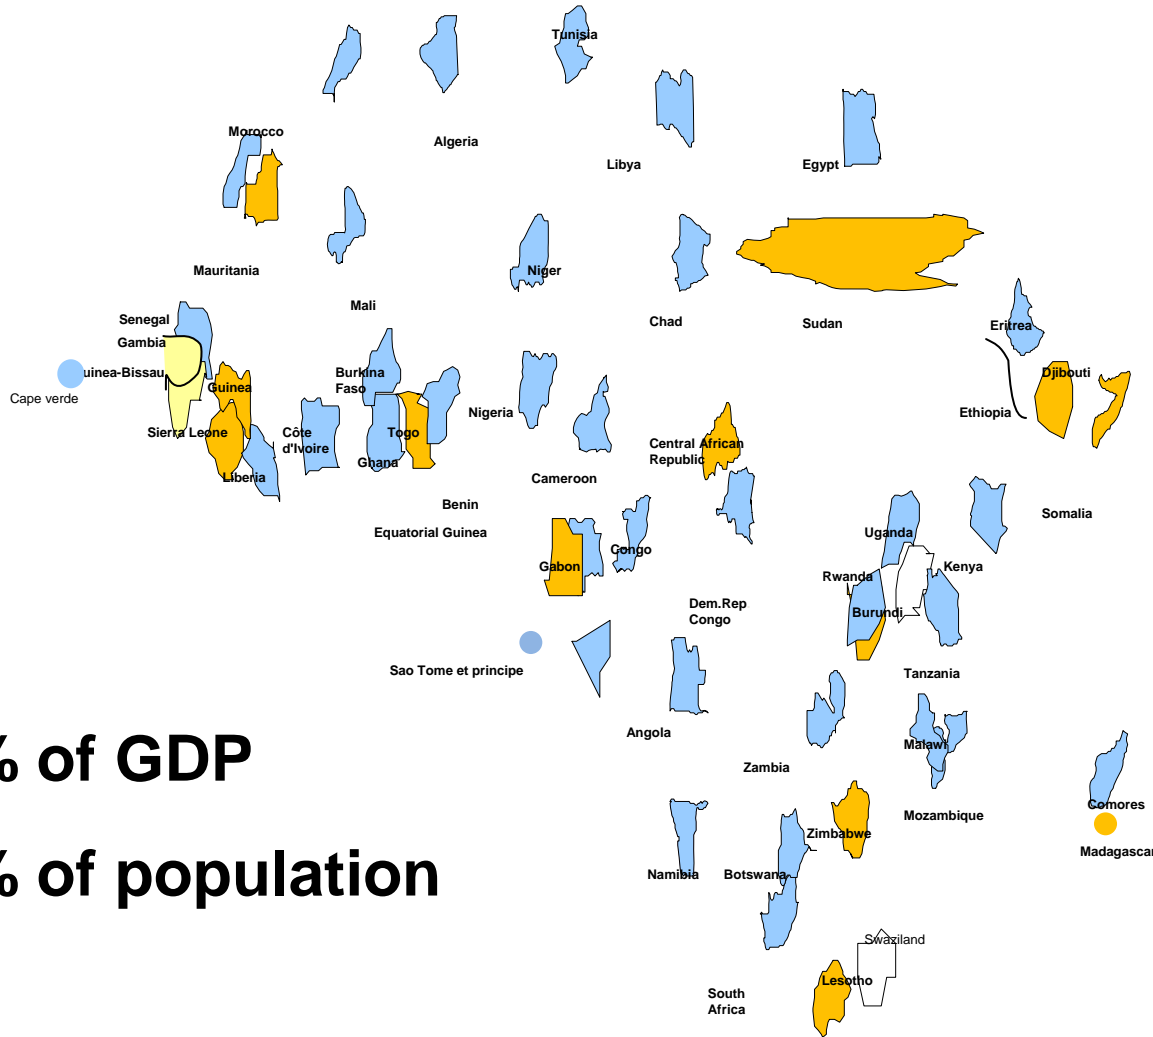 Tunisia
Morocco
Algeria
Libya
Egypt
Mauritania
Niger
Mali
Senegal
Chad
Sudan
Eritrea
Gambia
uinea-Bissau
Guinea
Burkina
Faso
Djibouti
Cape verde
Nigeria
Ethiopia
Sierra Leone
Côte
d'Ivoire
Togo
Ghana
Central African
Republic
Liberia
Cameroon
Benin
Somalia
Equatorial Guinea
Uganda
Congo
Gabon
Kenya
Rwanda
Dem.Rep
Congo
Burundi
Sao Tome et principe
Tanzania
Angola
Malawi
% of GDP
Zambia
Comores
Mozambique
Zimbabwe
Madagascar
% of population
Namibia
Botswana
Swaziland
Lesotho
South
Africa